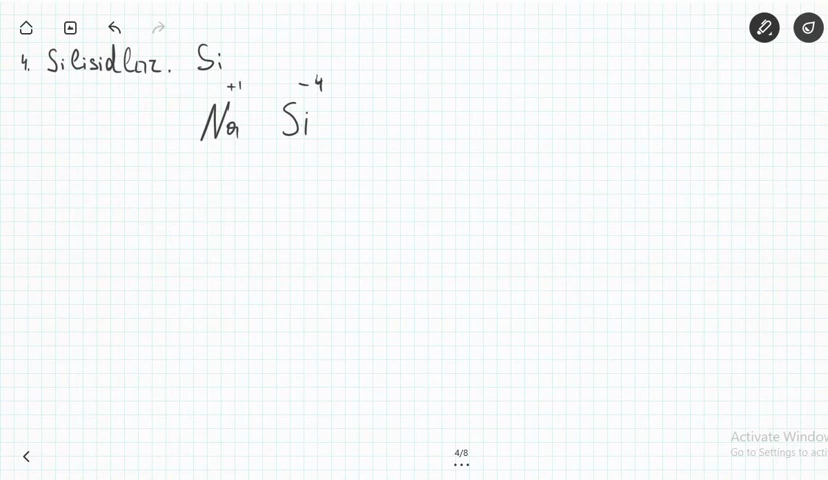 4. Silisidlar. Si
+1 -4
Na Si
4/8
Activate Window
Go to Settings to acti